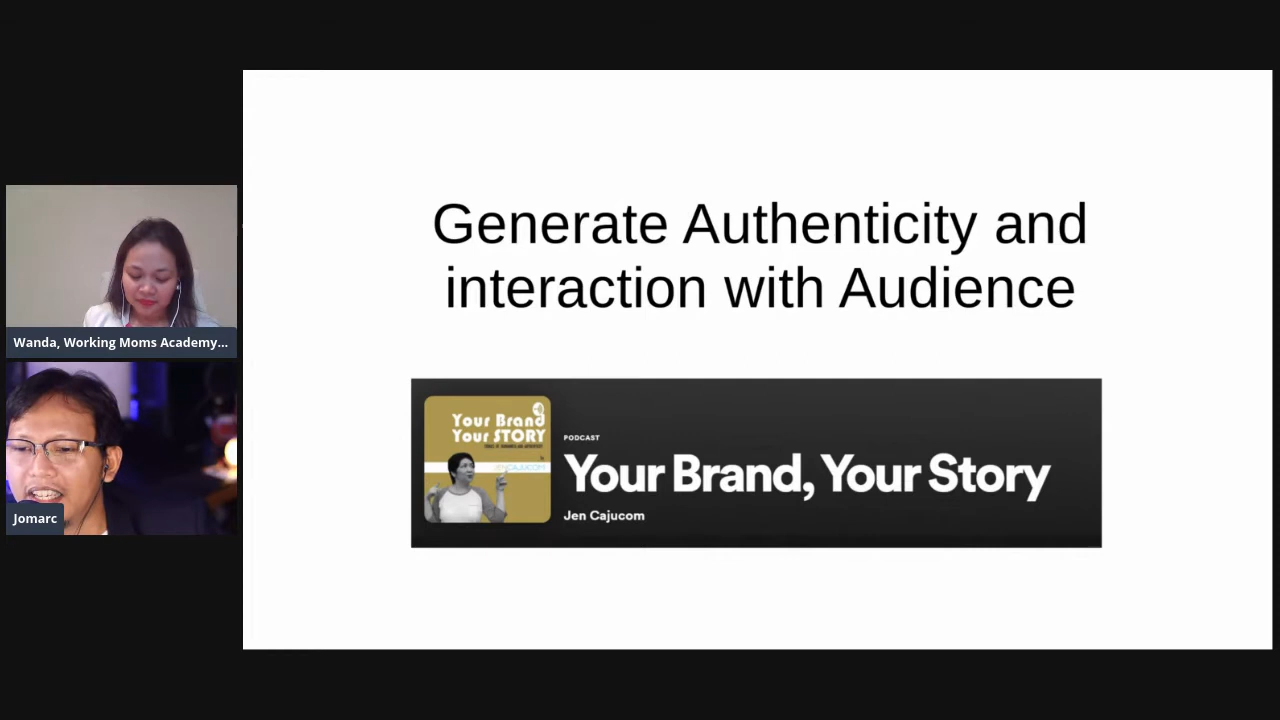 Generate Authenticity and
interaction with Audience
Your Brand
Your STORY
PODCAST
Your Brand, Your Story
Jen Cajucom
Wanda, Working Moms Academy...
Jomarc